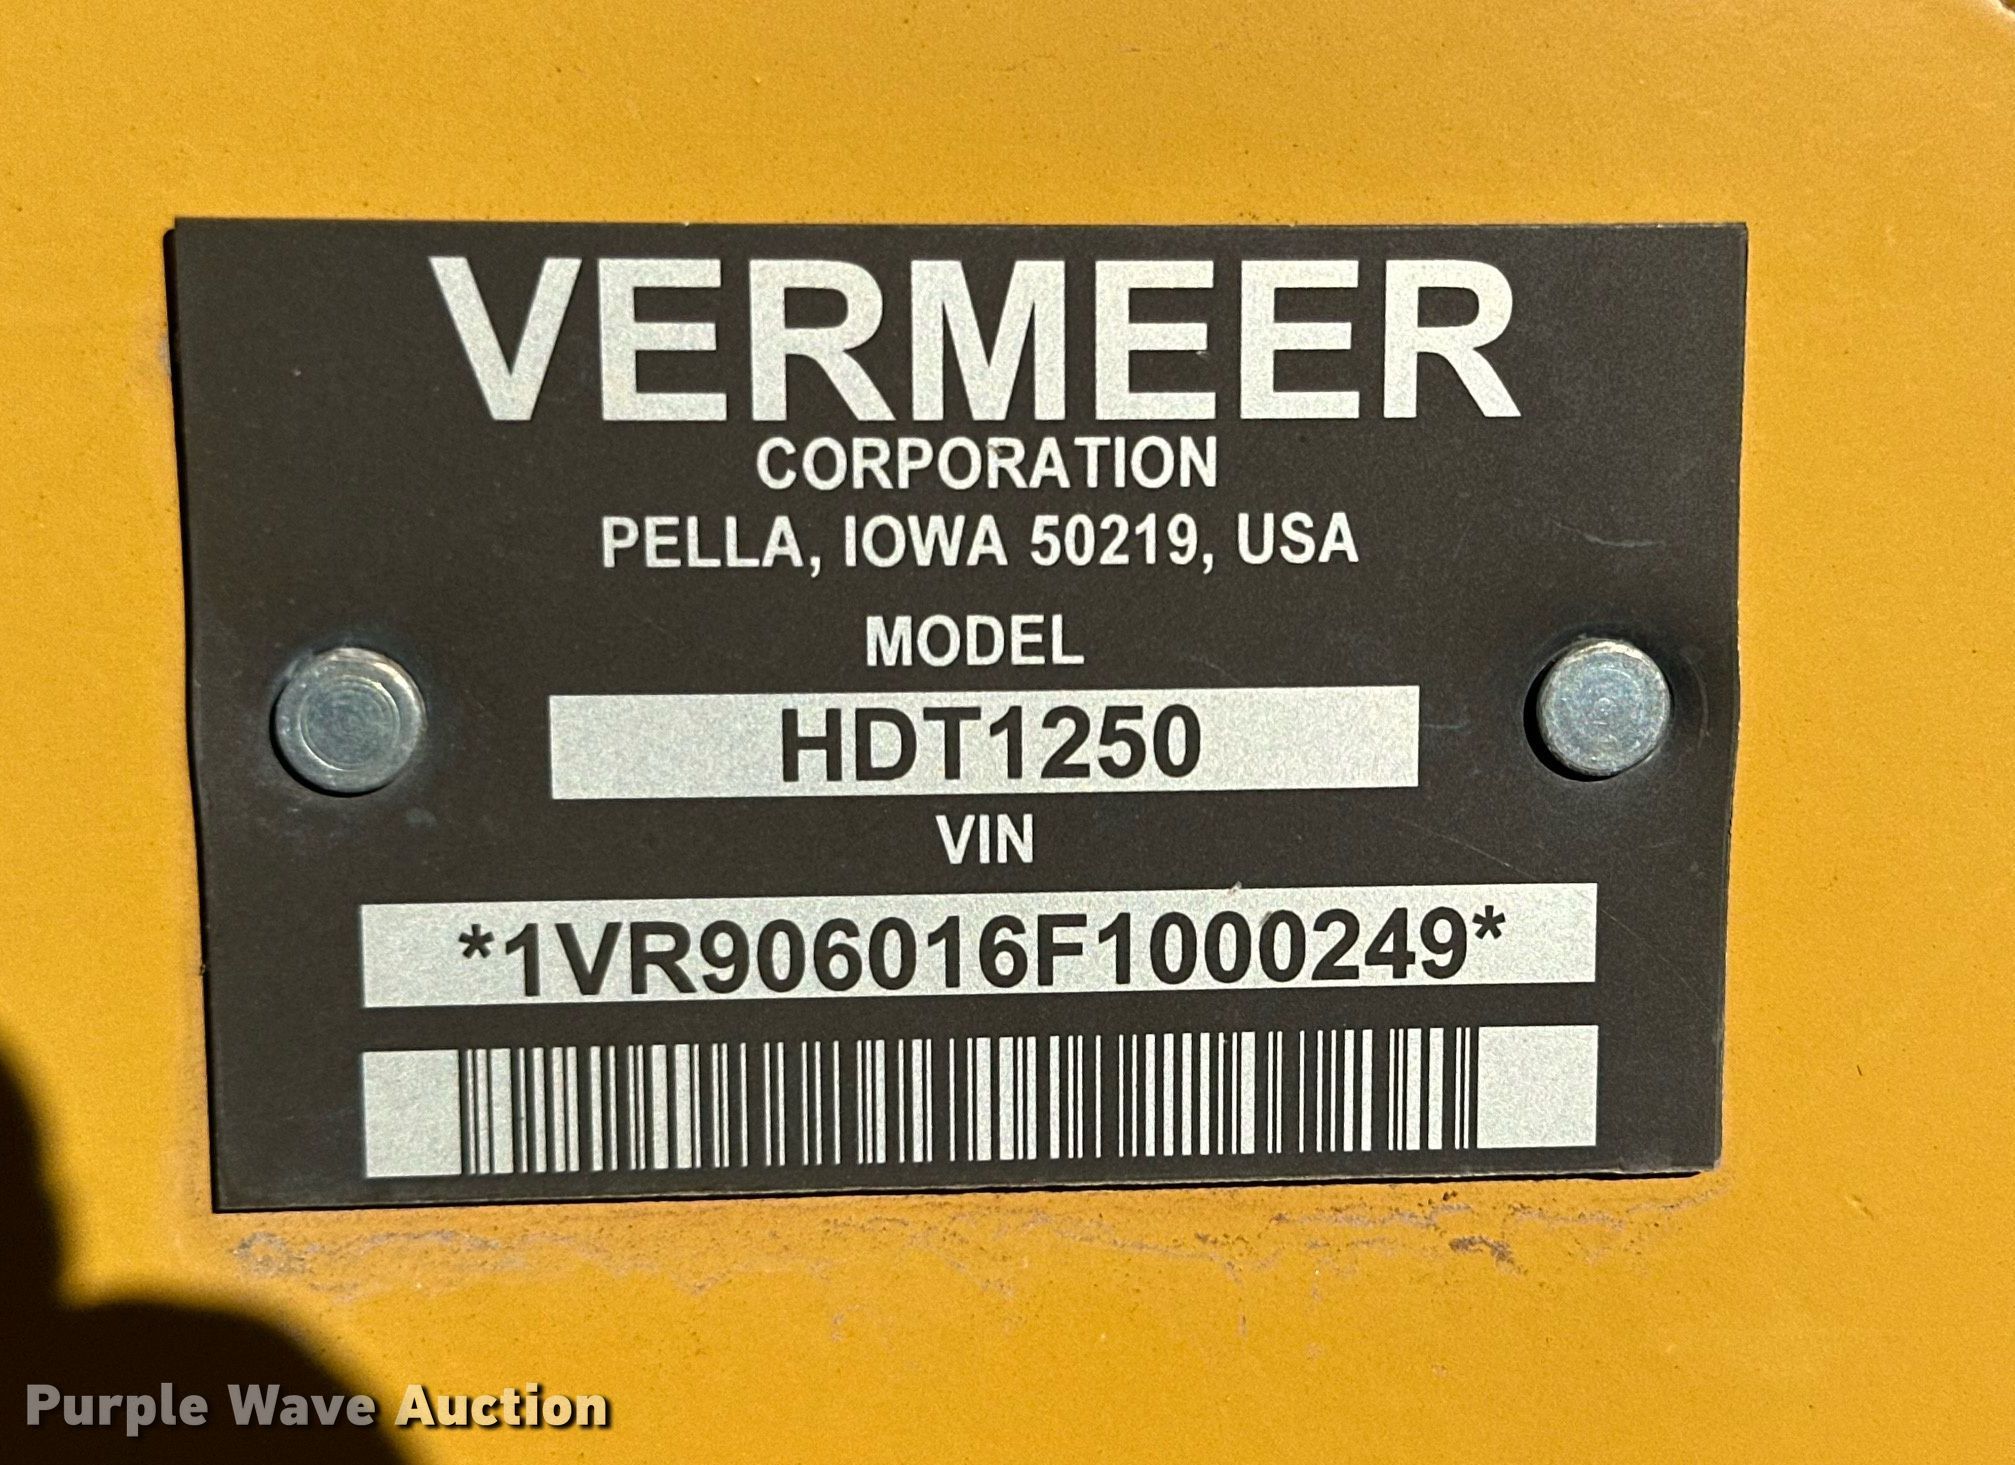 VERMEER
CORPORATION
PELLA, IOWA 50219, USA
MODEL
HDT1250
VIN
*1VR906016F1000249*
Purple Wave Auction